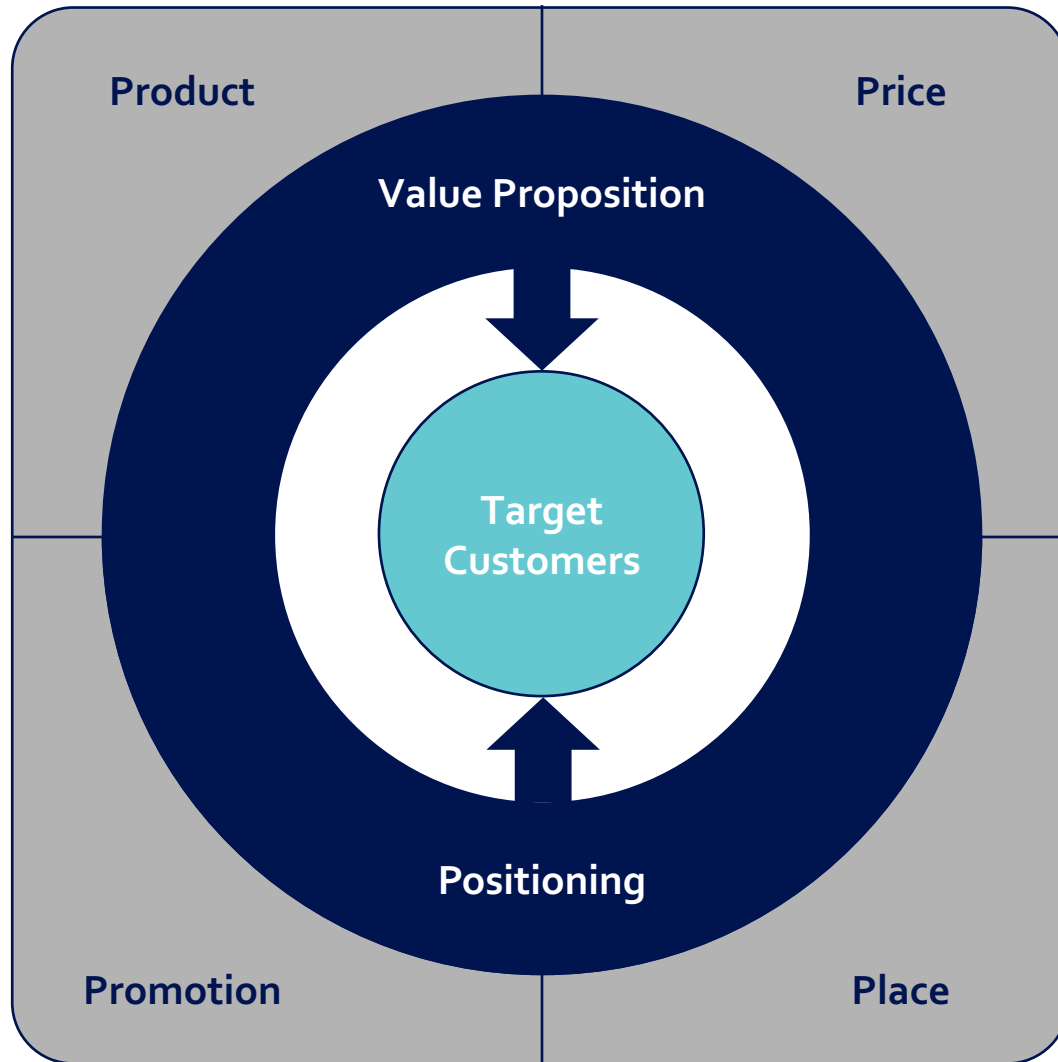 Product
Price
Value Proposition
Target
Customers
Positioning
Promotion
Place